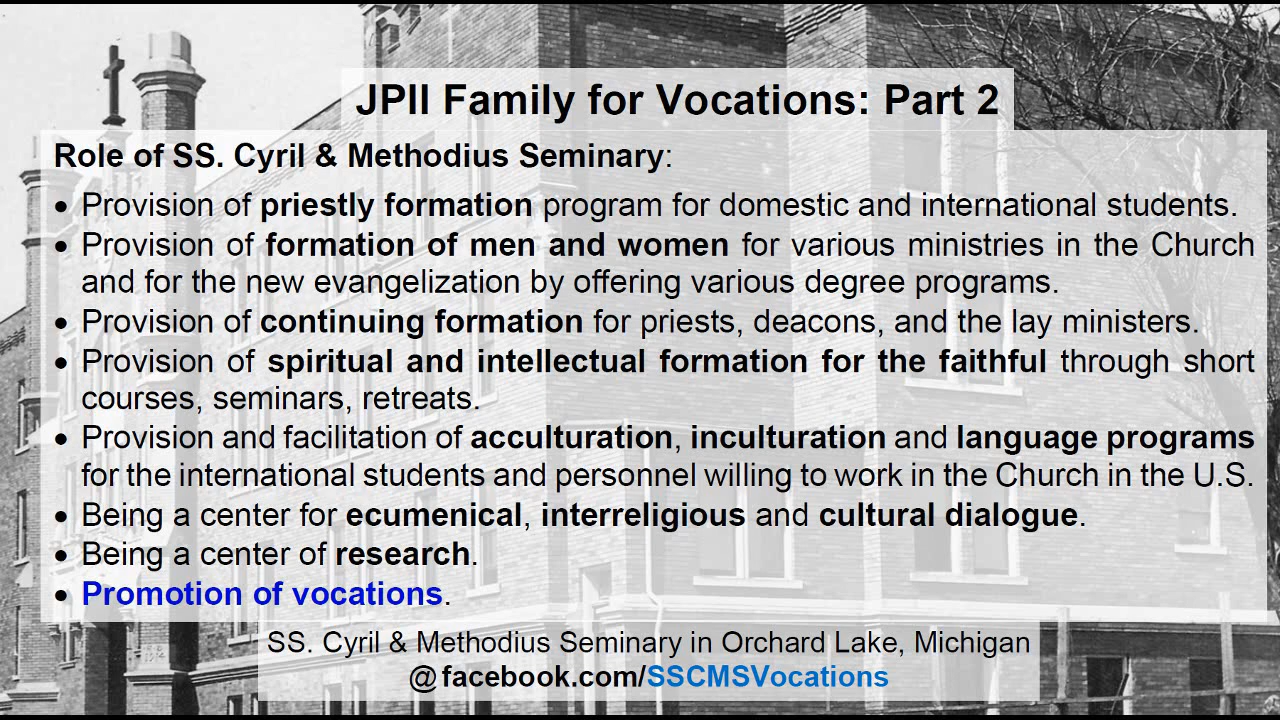 JPII Family for Vocations: Part 2
Role of SS. Cyril & Methodius Seminary:
• Provision of priestly formation program for domestic and international students.
• Provision of formation of men and women for various ministries in the Church
and for the new evangelization by offering various degree programs.
• Provision of continuing formation for priests, deacons, and the lay ministers.
• Provision of spiritual and intellectual formation for the faithful through short
courses, seminars, retreats.
• Provision and facilitation of acculturation, inculturation and language programs
for the international students and personnel willing to work in the Church in the U.S.
• Being a center for ecumenical, interreligious and cultural dialogue.
• Being a center of research.
• Promotion of vocations.
SS. Cyril & Methodius Seminary in Orchard Lake, Michigan
@facebook.com/SSCMSVocations